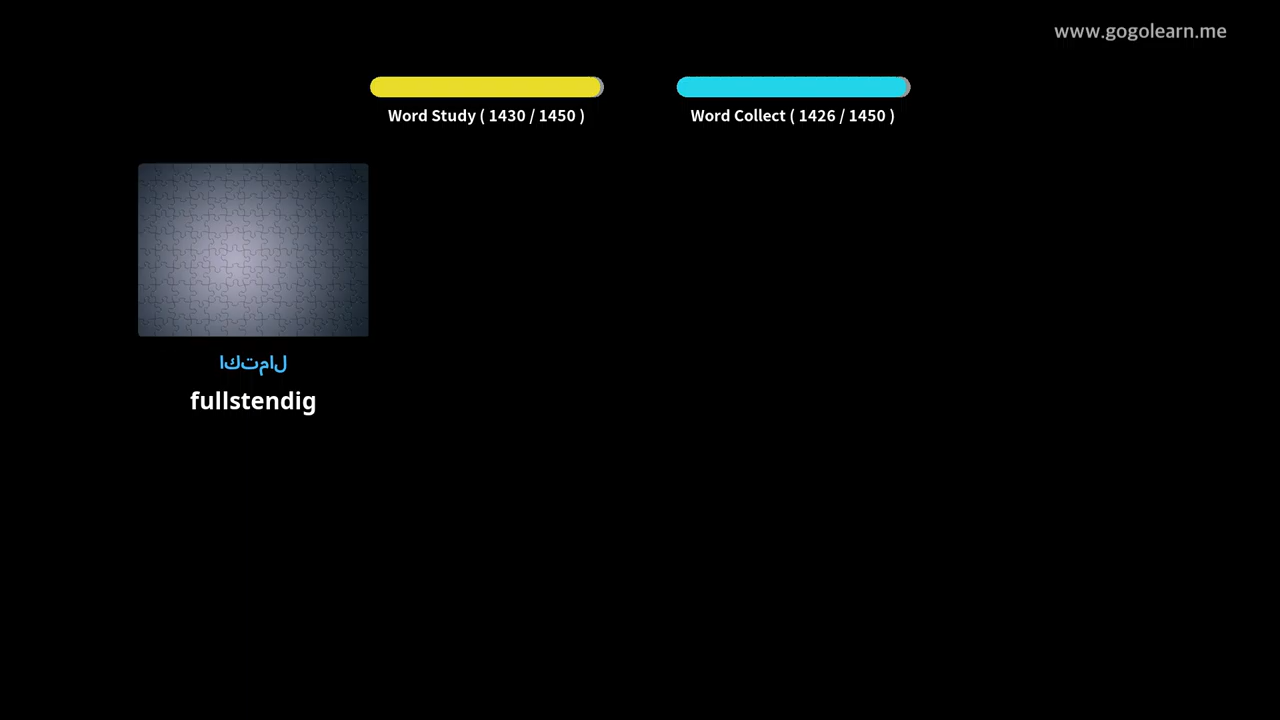 www.gogolearn.me
Word Study ( 1430 / 1450 )
Word Collect ( 1426 / 1450 )
اكتمال
fullstendig